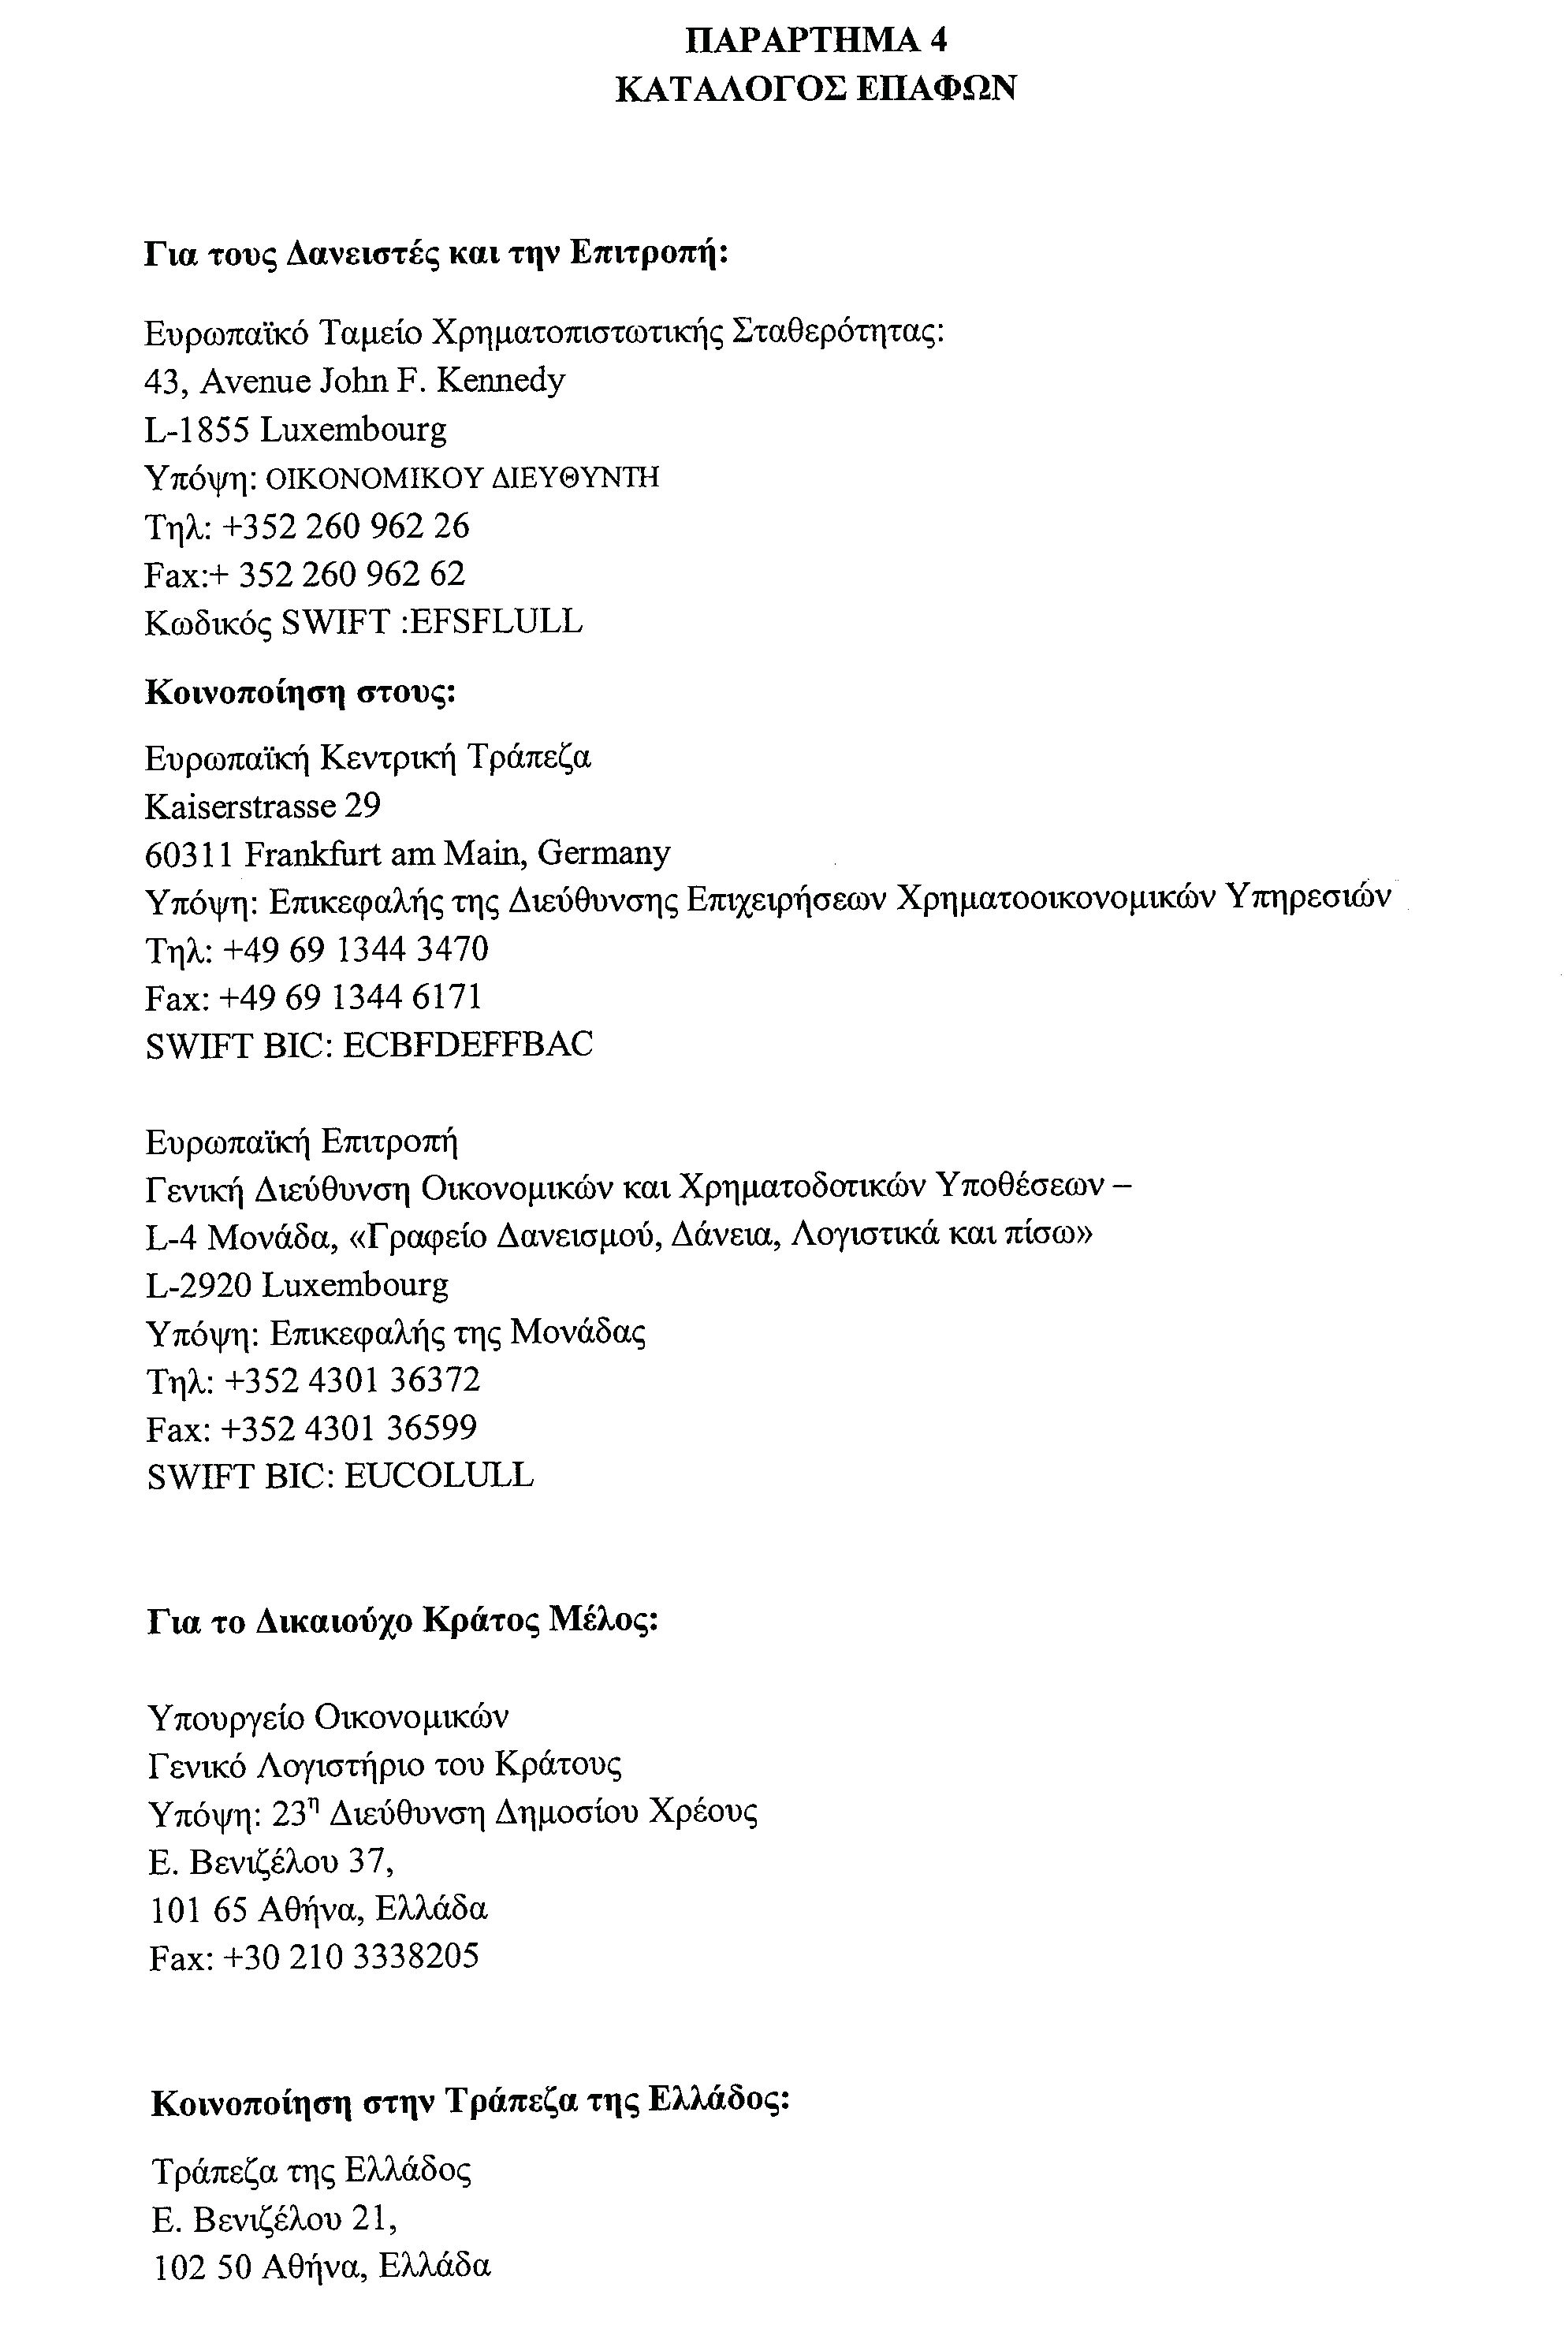 ΠΑΡΑΡΤΗΜΑ 4
ΚΑΤΑΛΟΓΟΣ ΕΠΑΦΩΝ
Για τους Δανειστές και την Επιτροπή:
Ευρωπαϊκό Ταμείο Χρηματοπιστωτικής Σταθερότητας:
43, Avenue John F. Kennedy
L-1855 Luxembourg
Υπόψη: ΟΙΚΟΝΟΜΙΚΟΥ ΔΙΕΥΘΥΝΤΗ
Τηλ: +352 260 962 26
Fax:+ 352 260 962 62
Κωδικός SWIFT :EFSFLULL
Κοινοποίηση στους:
Ευρωπαϊκή Κεντρική Τράπεζα
Kaiserstrasse 29
60311 Frankfurt am Main, Germany
Υπόψη: Επικεφαλής της Διεύθυνσης Επιχειρήσεων Χρηματοοικονομικών Υπηρεσιών
Τηλ: +49 69 1344 3470
Fax: +49 69 1344 6171
SWIFT BIC: ECBFDEFFBAC
Ευρωπαϊκή Επιτροπή
Γενική Διεύθυνση Οικονομικών και Χρηματοδοτικών Υποθέσεων –
L-4 Μονάδα, «Γραφείο Δανεισμού, Δάνεια, Λογιστικά και πίσω»
L-2920 Luxembourg
Υπόψη: Επικεφαλής της Μονάδας
Τηλ: +352 4301 36372
Fax: +352 4301 36599
SWIFT BIC: EUCOLULL
Για το Δικαιούχο Κράτος Μέλος:
Υπουργείο Οικονομικών
Γενικό Λογιστήριο του Κράτους
Υπόψη: 23η Διεύθυνση Δημοσίου Χρέους
Ε. Βενιζέλου 37,
101 65 Αθήνα, Ελλάδα
Fax: +30 210 3338205
Κοινοποίηση στην Τράπεζα της Ελλάδος:
Τράπεζα της Ελλάδος
Ε. Βενιζέλου 21,
102 50 Αθήνα, Ελλάδα